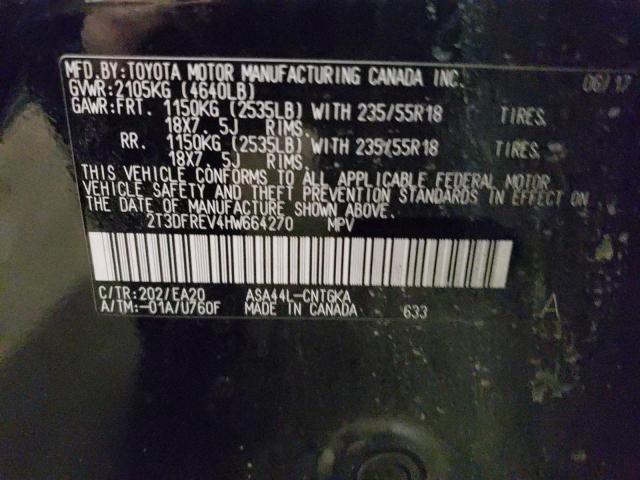 MFD.BY:TOYOTA MOTOR MANUFACTURING CANADA INC. 06/17
GVWR:2105KG (4640LB)
GAWR:FRT. 1150KG (2535LB) WITH 235/55R18 TIRES,
18X7. 5J RIMS.
RR. 1150KG (2535LB) WITH 235/55R18 TIRES,
18X7. 5J RIMS.
THIS VEHICLE CONFORMS TO ALL APPLICABLE FEDERAL MOTOR
VEHICLE SAFETY AND THEFT PREVENTION STANDARDS IN EFFECT ON
THE DATE OF MANUFACTURE SHOWN ABOVE.
2T3DFREV4HW664270 MPV
C/TR:202/EA20 ASA44L-CNTGKA
A/TM:-01A/U760F MADE IN CANADA 633 A